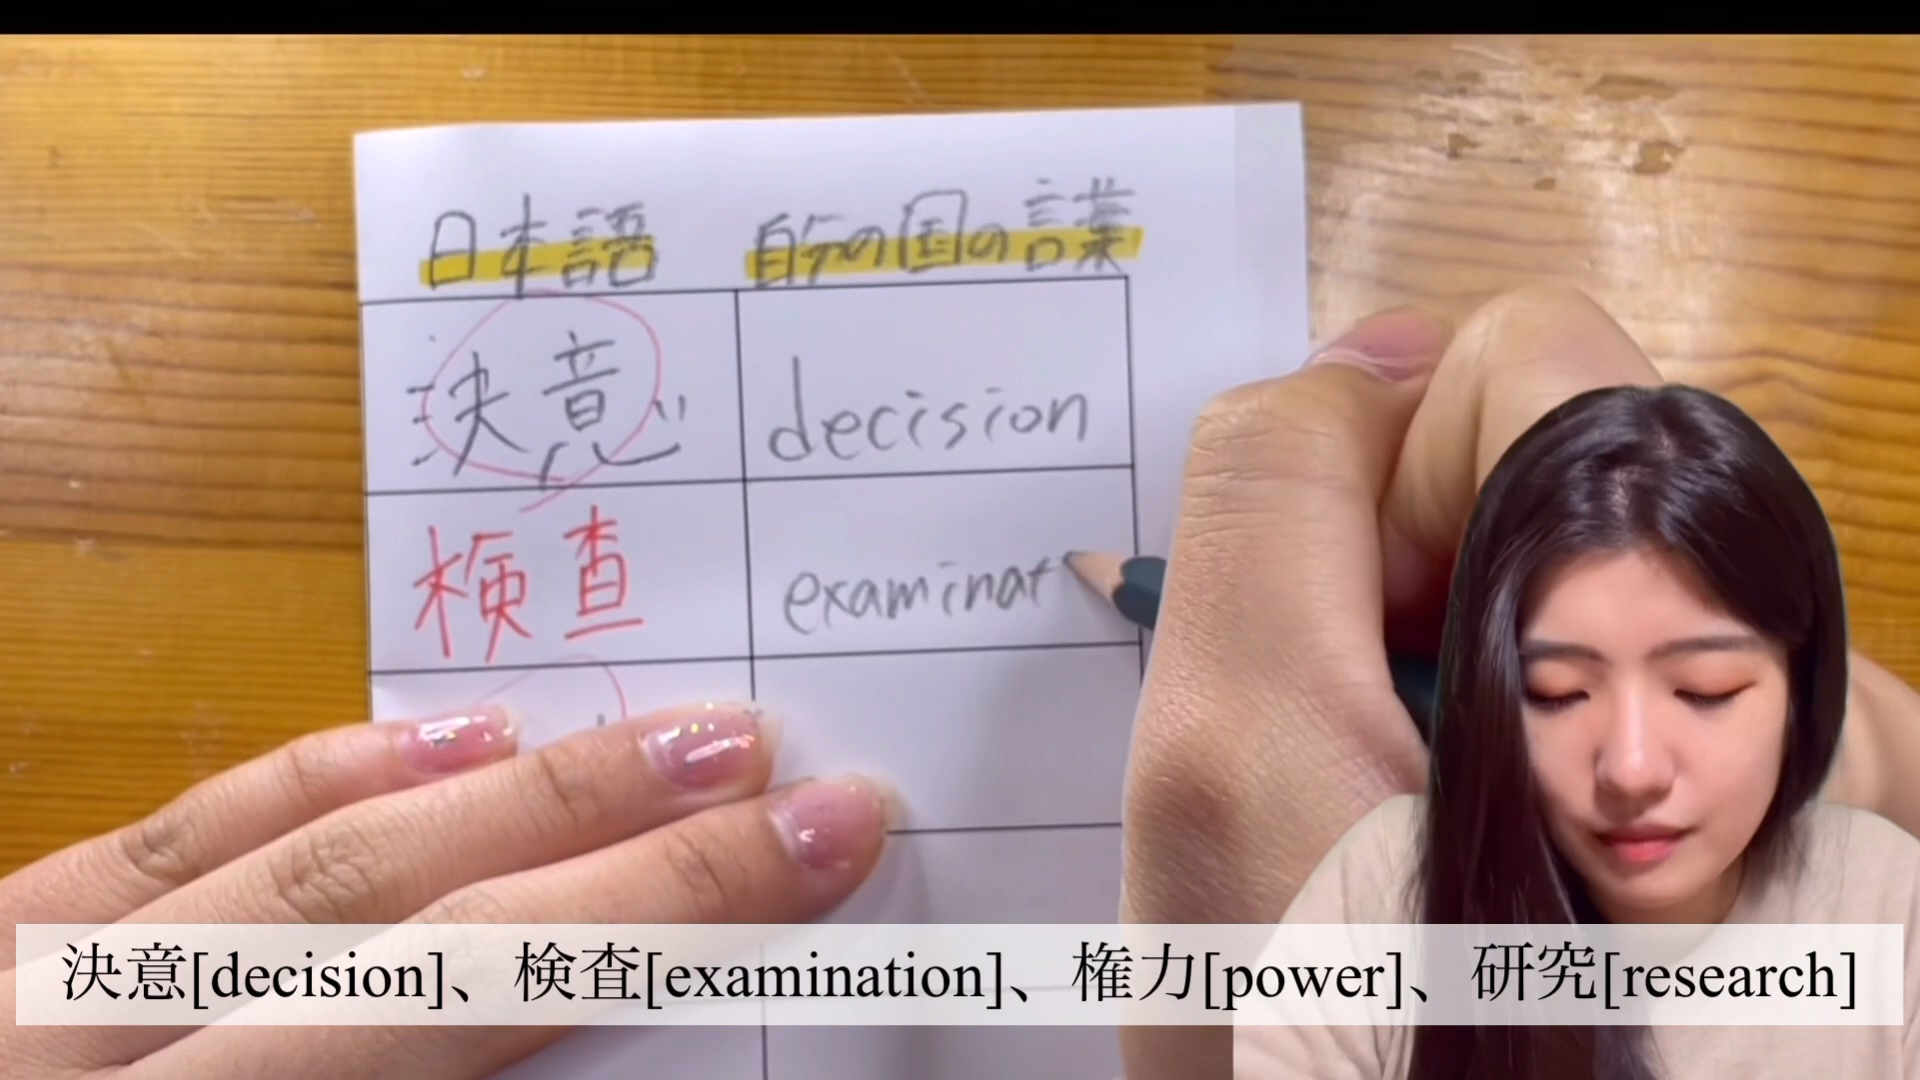 日本語 自分の国の言葉
決意 decision
検査 examinat
決意[decision]、検査[examination]、権力[power]、研究[research]